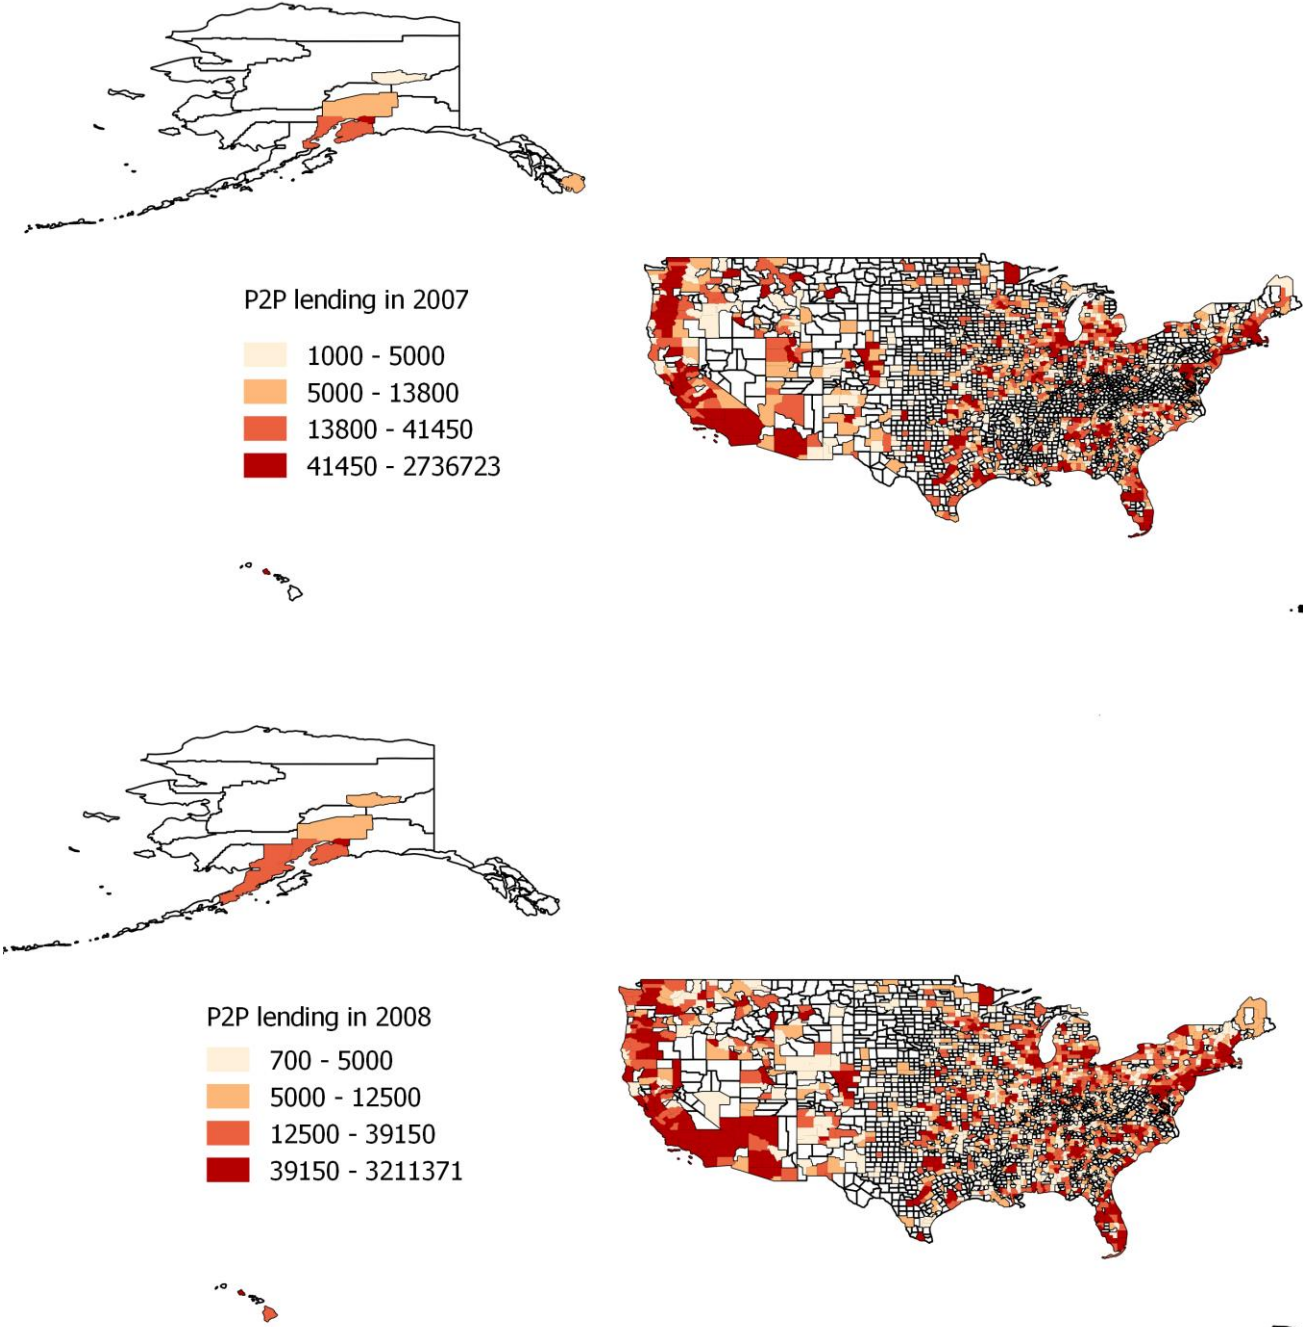 P2P lending in 2007
1000 - 5000
5000 - 13800
13800 - 41450
41450 - 2736723
P2P lending in 2008
700 - 5000
5000 - 12500
12500 - 39150
39150 - 3211371